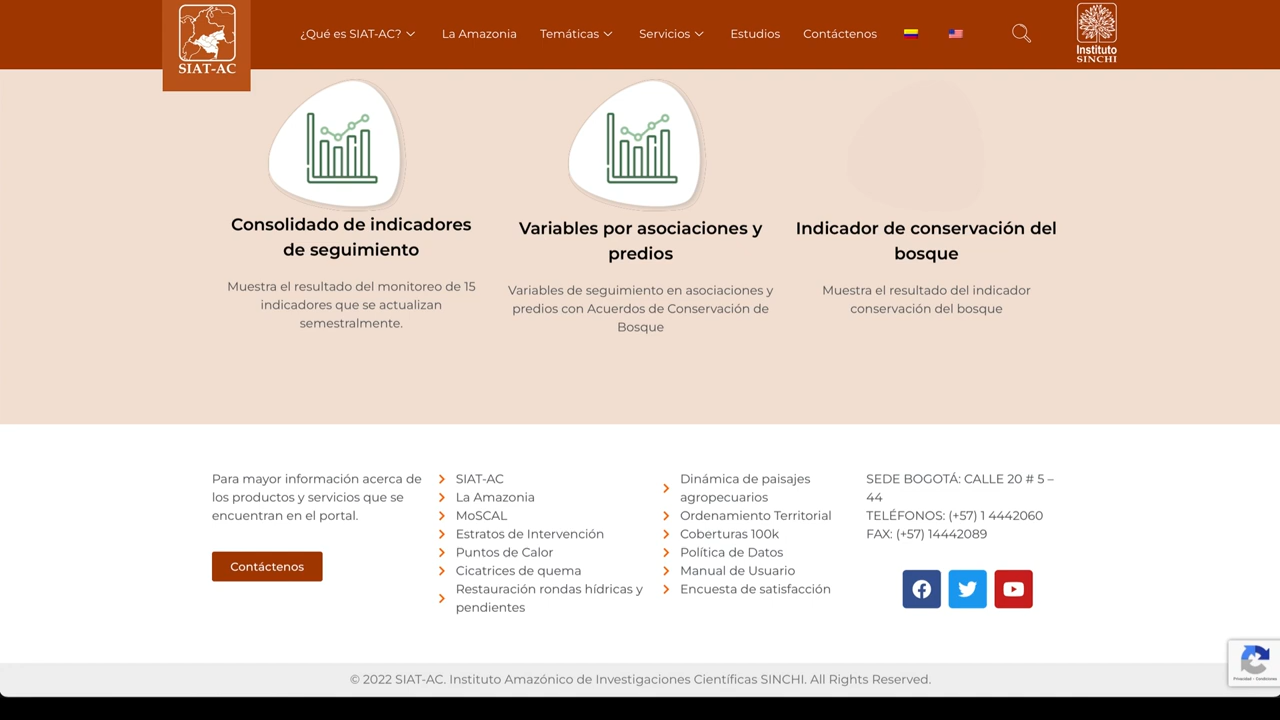 ¿Qué es SIAT-AC?
La Amazonia
Temáticas
Servicios
Estudios
Contáctenos
SIAT-AC
Instituto
SINCHI
Consolidado de indicadores
de seguimiento
Muestra el resultado del monitoreo de 15
indicadores que se actualizan
semestralmente.
Variables por asociaciones y
predios
Variables de seguimiento en asociaciones y
predios con Acuerdos de Conservación de
Bosque
Indicador de conservación del
bosque
Muestra el resultado del indicador
conservación del bosque
Para mayor información acerca de
los productos y servicios que se
encuentran en el portal.
Contáctenos
SIAT-AC
La Amazonia
MoSCAL
Estratos de Intervención
Puntos de Calor
Cicatrices de quema
Restauración rondas hídricas y
pendientes
Dinámica de paisajes
agropecuarios
Ordenamiento Territorial
Coberturas 100k
Política de Datos
Manual de Usuario
Encuesta de satisfacción
SEDE BOGOTÁ: CALLE 20 # 5 –
44
TELÉFONOS: (+57) 1 4442060
FAX: (+57) 14442089
Privacidad - Condiciones
© 2022 SIAT-AC. Instituto Amazónico de Investigaciones Científicas SINCHI. All Rights Reserved.